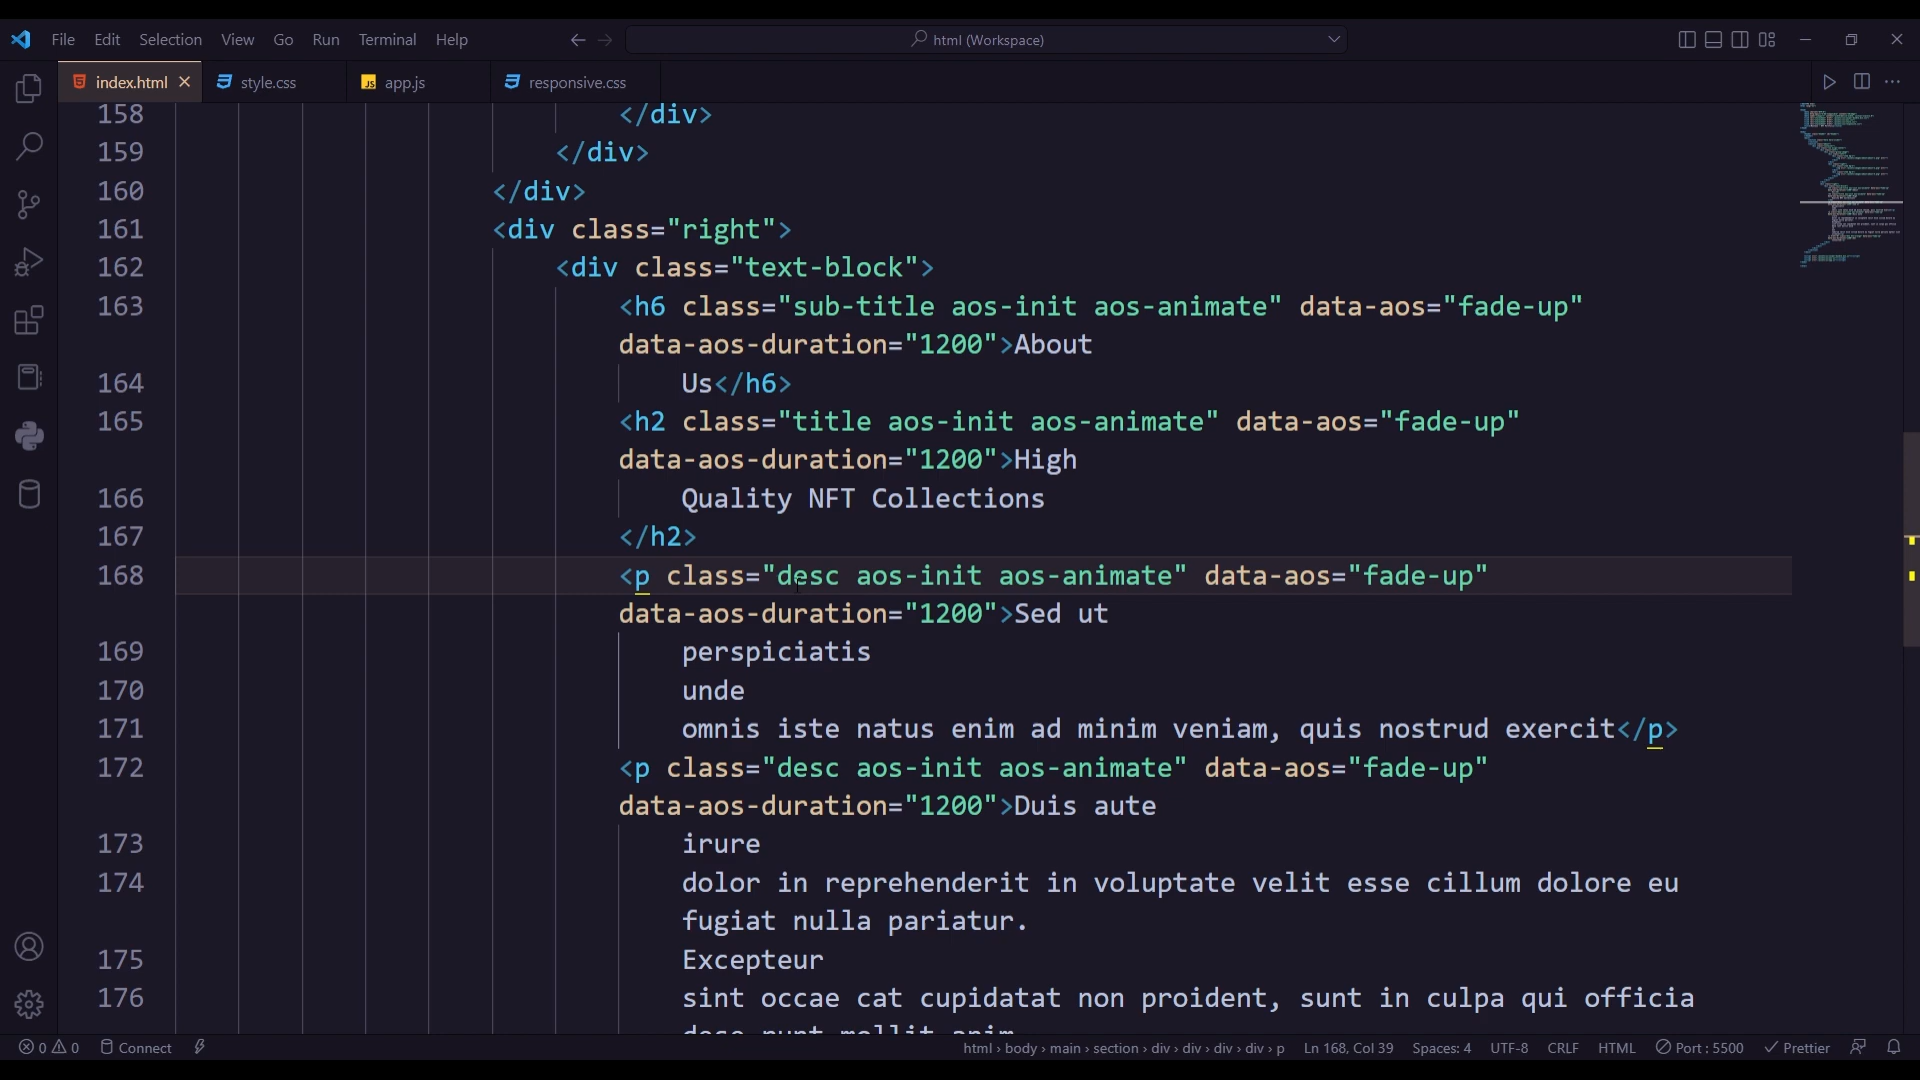 File Edit Selection View Go Run Terminal Help
html (Workspace)
index.html style.css app.js responsive.css
158 </div>
159 </div>
160 </div>
161 <div class="right">
162 <div class="text-block">
163 <h6 class="sub-title aos-init aos-animate" data-aos="fade-up"
data-aos-duration="1200">About
164 Us</h6>
165 <h2 class="title aos-init aos-animate" data-aos="fade-up"
data-aos-duration="1200">High
166 Quality NFT Collections
167 </h2>
168 <p class="desc aos-init aos-animate" data-aos="fade-up"
data-aos-duration="1200">Sed ut
169 perspiciatis
170 unde
171 omnis iste natus enim ad minim veniam, quis nostrud exercit</p>
172 <p class="desc aos-init aos-animate" data-aos="fade-up"
data-aos-duration="1200">Duis aute
173 irure
174 dolor in reprehenderit in voluptate velit esse cillum dolore eu
fugiat nulla pariatur.
175 Excepteur
176 sint occae cat cupidatat non proident, sunt in culpa qui officia
0 0 Connect html › body › main › section › div › div › div › div › p Ln 168, Col 39 Spaces: 4 UTF-8 CRLF HTML Port : 5500 Prettier